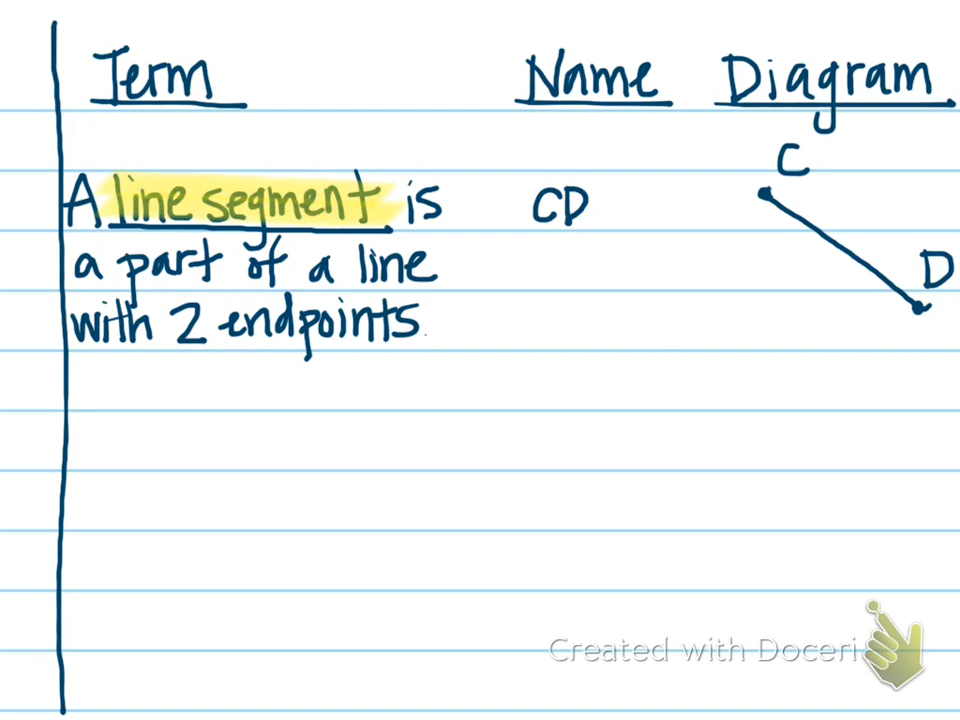 Term Name Diagram
A line segment is CD C
a part of a line D
with 2 endpoints.
Created with Doceri